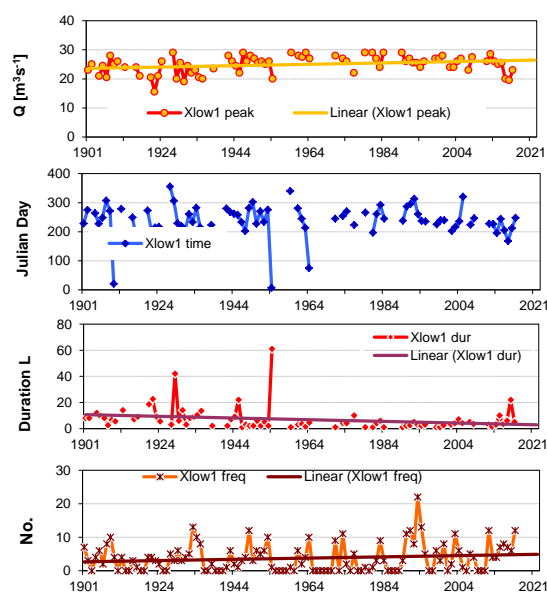 Q [m³s⁻¹]
40
30
20
10
0
Xlow1 peak
Linear (Xlow1 peak)
1901 1924 1944 1964 1984 2004 2021
Julian Day
400
300
200
100
0
Xlow1 time
1901 1924 1944 1964 1984 2004 2021
Duration L
80
60
40
20
0
Xlow1 dur
Linear (Xlow1 dur)
1901 1924 1944 1964 1984 2004 2021
No.
30
20
10
0
Xlow1 freq
Linear (Xlow1 freq)
1901 1924 1944 1964 1984 2004 2021